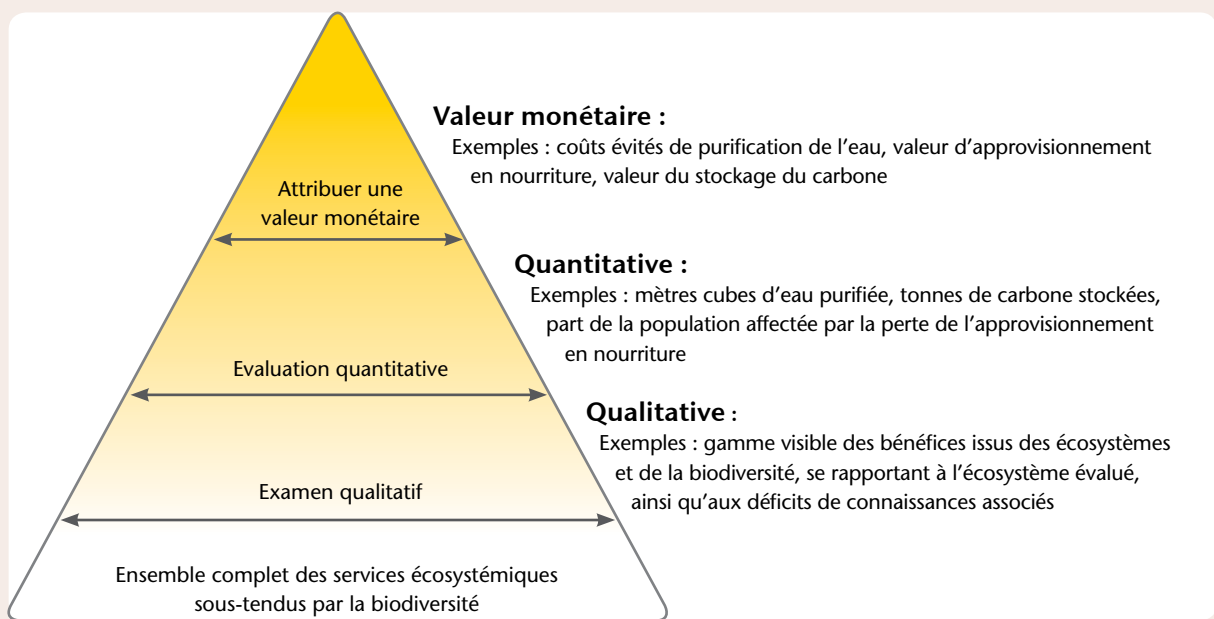 Valeur monétaire :
Exemples : coûts évités de purification de l’eau, valeur d’approvisionnement
en nourriture, valeur du stockage du carbone
Attribuer une
valeur monétaire
Quantitative :
Exemples : mètres cubes d’eau purifiée, tonnes de carbone stockées,
part de la population affectée par la perte de l’approvisionnement
en nourriture
Evaluation quantitative
Qualitative :
Exemples : gamme visible des bénéfices issus des écosystèmes
et de la biodiversité, se rapportant à l’écosystème évalué,
ainsi qu’aux déficits de connaissances associés
Examen qualitatif
Ensemble complet des services écosystémiques
sous-tendus par la biodiversité